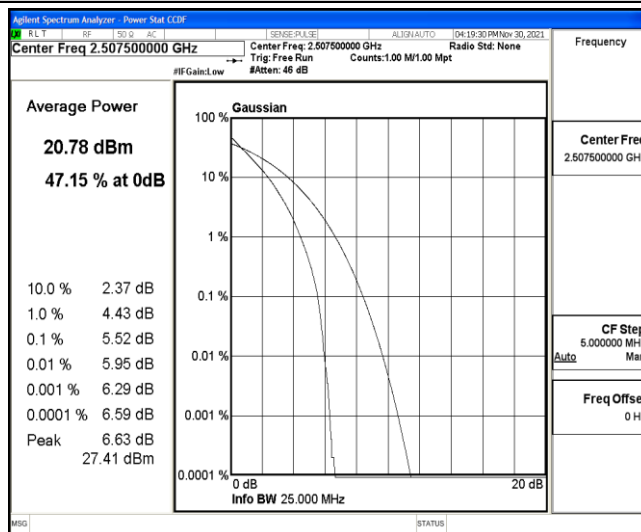 Agilent Spectrum Analyzer - Power Stat CCDF
RLT RF 50 Ω AC SENSE:PULSE ALIGNAUTO 04:19:30 PM Nov 30, 2021
Center Freq 2.507500000 GHz
Center Freq: 2.507500000 GHz Radio Std: None
Trig: Free Run Counts:1.00 M/1.00 Mpt
#IFGain:Low #Atten: 46 dB
Average Power
20.78 dBm
47.15 % at 0dB
10.0 % 2.37 dB
1.0 % 4.43 dB
0.1 % 5.52 dB
0.01 % 5.95 dB
0.001 % 6.29 dB
0.0001 % 6.59 dB
Peak 6.63 dB
27.41 dBm
Gaussian
100 %
10 %
1 %
0.1 %
0.01 %
0.001 %
0.0001 %
0 dB 20 dB
Info BW 25.000 MHz
Frequency
Center Fre
2.507500000 GH
CF Step
5.000000 MH
Auto Ma
Freq Offse
0 H
MSG STATUS